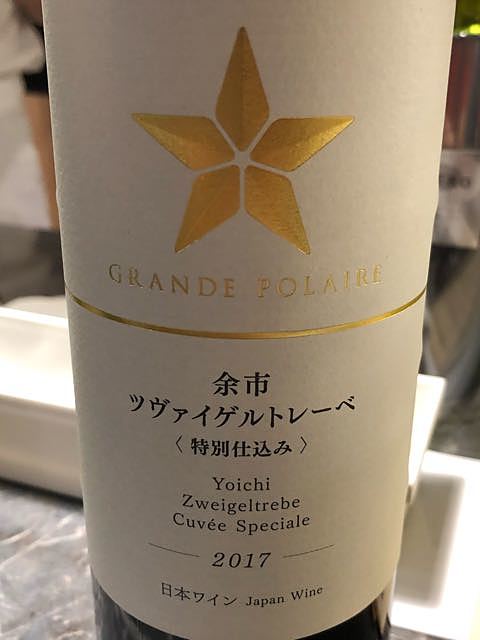 GRANDE POLAIRE
余市
ツヴァイゲルトレーベ
〈 特別仕込み 〉
Yoichi
Zweigeltrebe
Cuvée Speciale
2017
日本ワイン Japan Wine